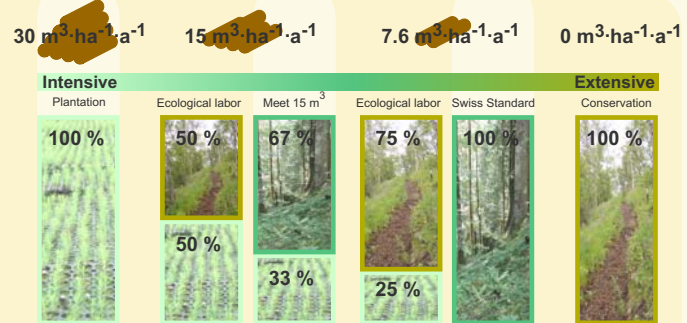 30 m³·ha⁻¹·a⁻¹ 15 m³·ha⁻¹·a⁻¹ 7.6 m³·ha⁻¹·a⁻¹ 0 m³·ha⁻¹·a⁻¹
Intensive Extensive
Plantation Ecological labor Meet 15 m³ Ecological labor Swiss Standard Conservation
100 % 50 % 67 % 75 % 100 % 100 %
50 %
33 %
25 %